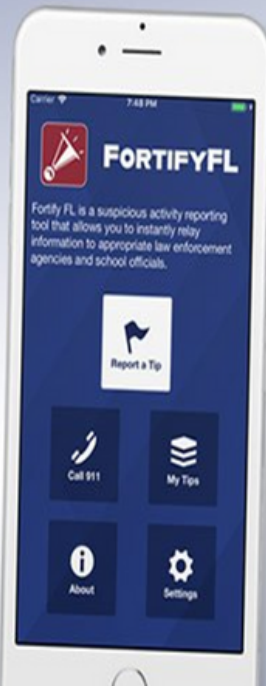 Carrier 7:48 PM
FORTIFYFL
Fortify FL is a suspicious activity reporting
tool that allows you to instantly relay
information to appropriate law enforcement
agencies and school officials.
Report a Tip
Call 911 My Tips
About Settings